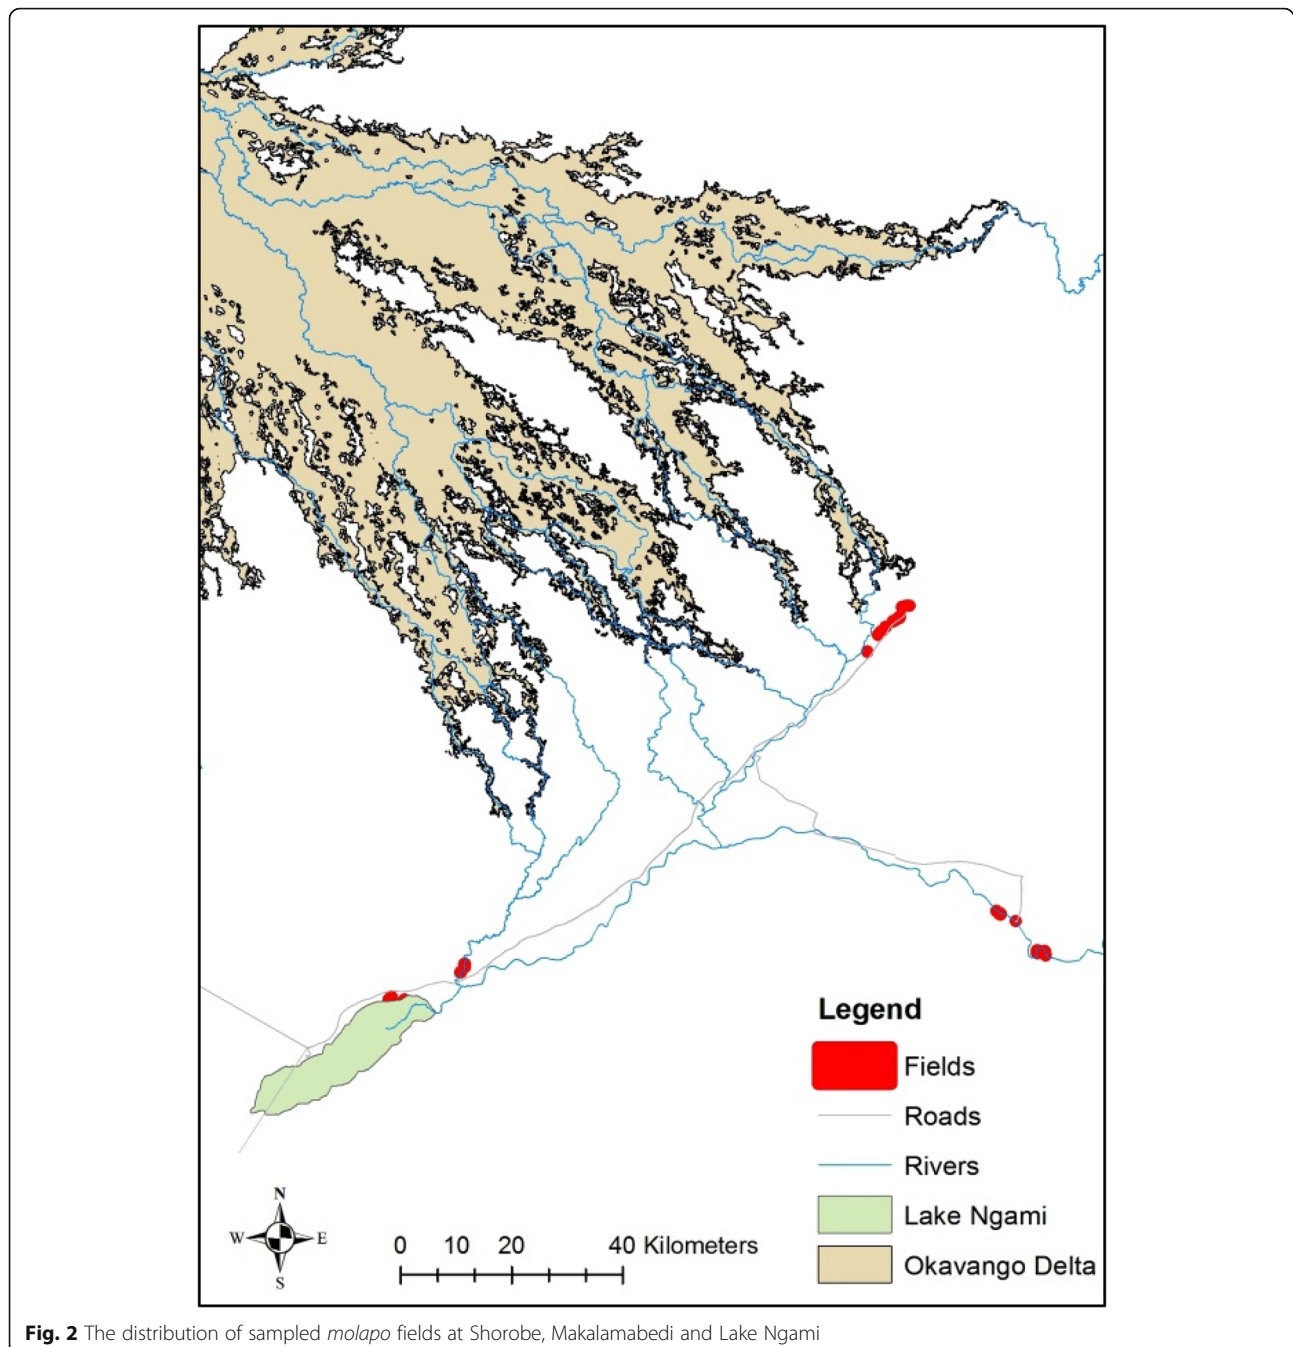 Legend
Fields
Roads
Rivers
Lake Ngami
Okavango Delta
N
W E
S
0 10 20 40 Kilometers
Fig. 2 The distribution of sampled molapo fields at Shorobe, Makalamabedi and Lake Ngami